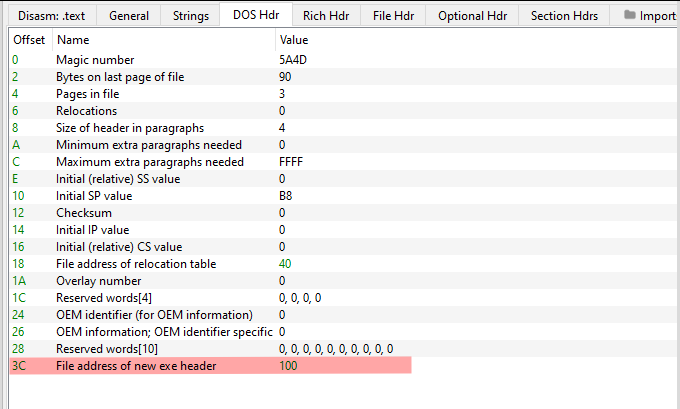 Disasm: .text General Strings DOS Hdr Rich Hdr File Hdr Optional Hdr Section Hdrs Import
Offset Name Value
0 Magic number 5A4D
2 Bytes on last page of file 90
4 Pages in file 3
6 Relocations 0
8 Size of header in paragraphs 4
A Minimum extra paragraphs needed 0
C Maximum extra paragraphs needed FFFF
E Initial (relative) SS value 0
10 Initial SP value B8
12 Checksum 0
14 Initial IP value 0
16 Initial (relative) CS value 0
18 File address of relocation table 40
1A Overlay number 0
1C Reserved words[4] 0, 0, 0, 0
24 OEM identifier (for OEM information) 0
26 OEM information; OEM identifier specific 0
28 Reserved words[10] 0, 0, 0, 0, 0, 0, 0, 0, 0, 0
3C File address of new exe header 100